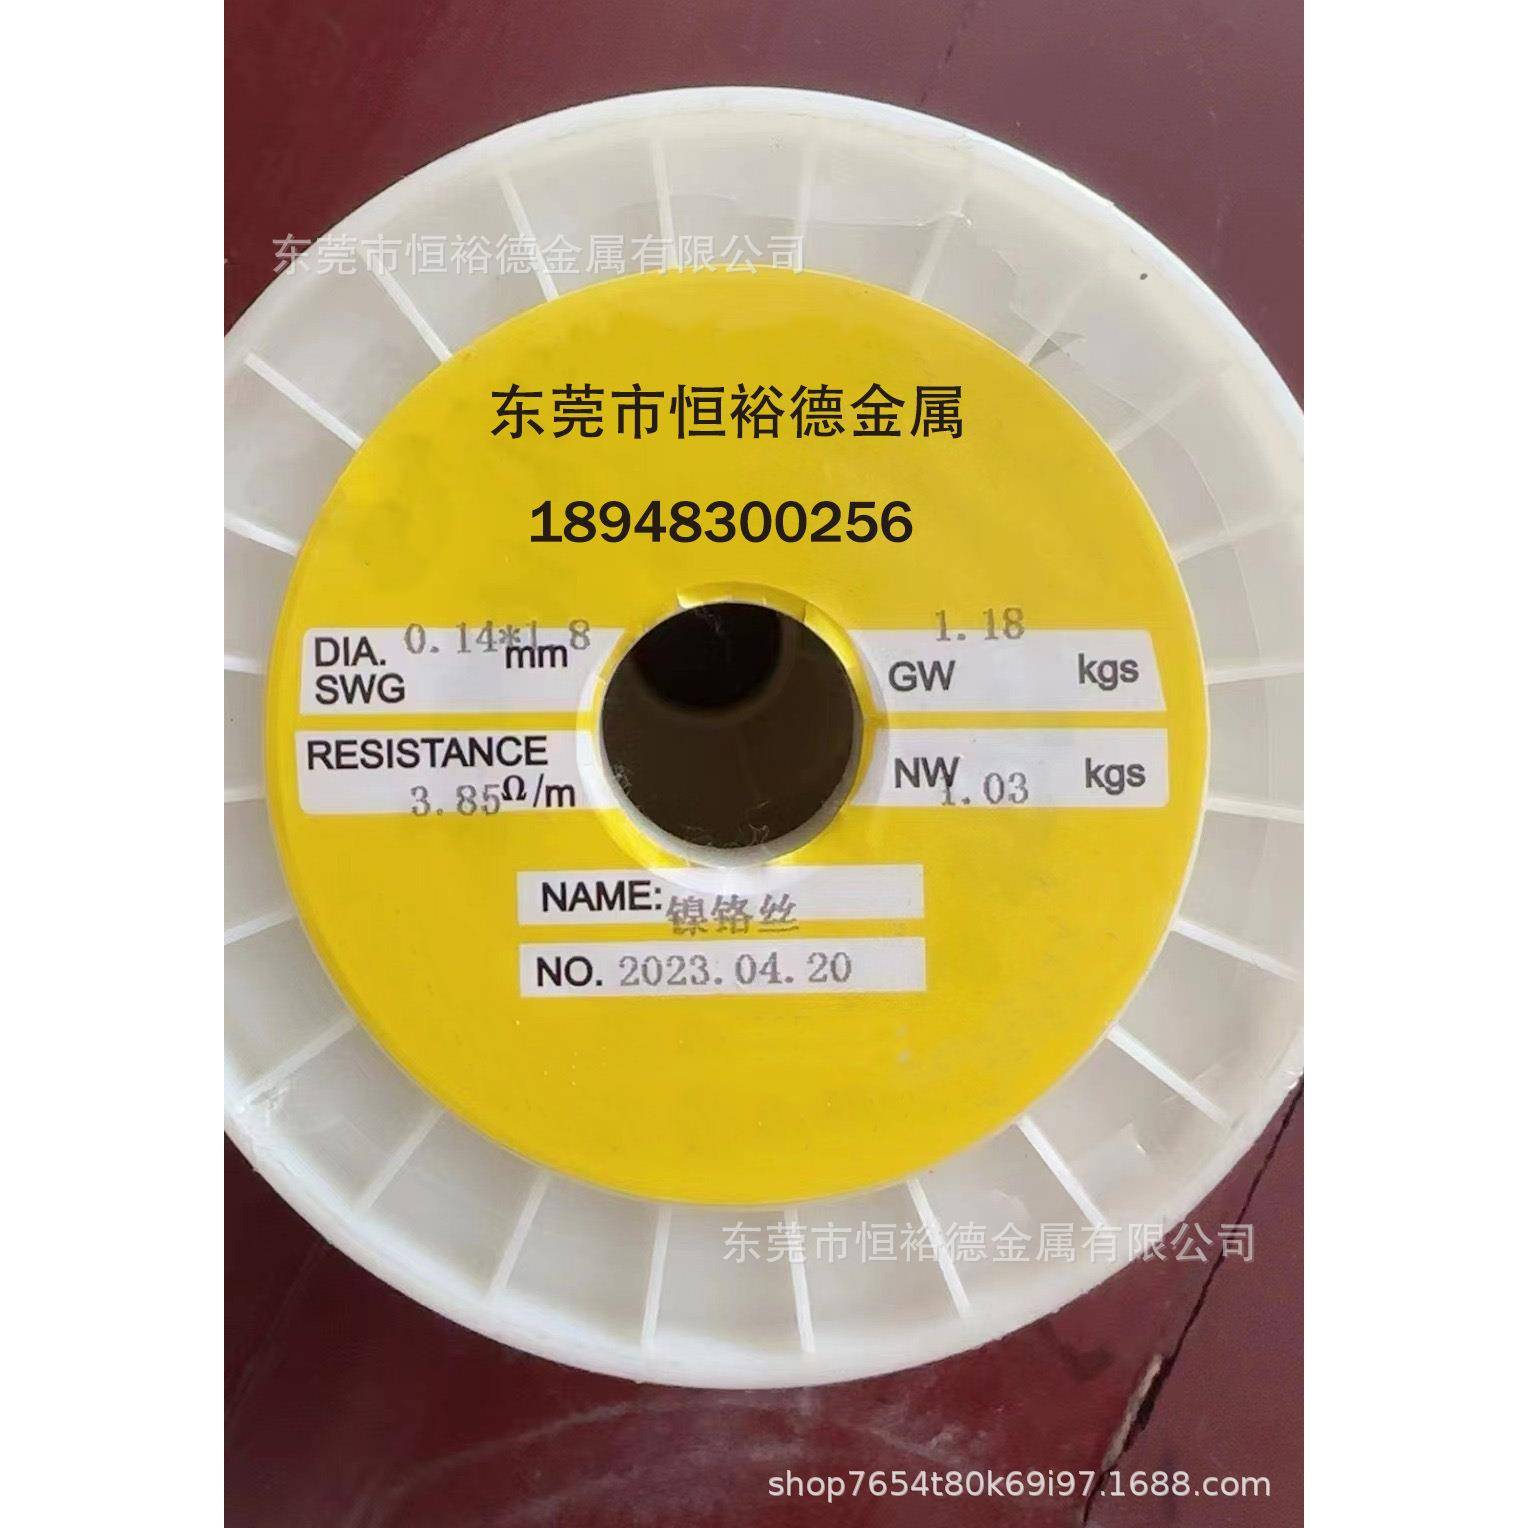 东莞市恒裕德金属有限公司
东莞市恒裕德金属
18948300256
DIA. 0.14*1.8 mm
SWG
1.18
GW kgs
RESISTANCE
3.85Ω/m
NW 1.03 kgs
NAME: 镍铬丝
NO. 2023.04.20
东莞市恒裕德金属有限公司
shop7654t80k69i97.1688.com